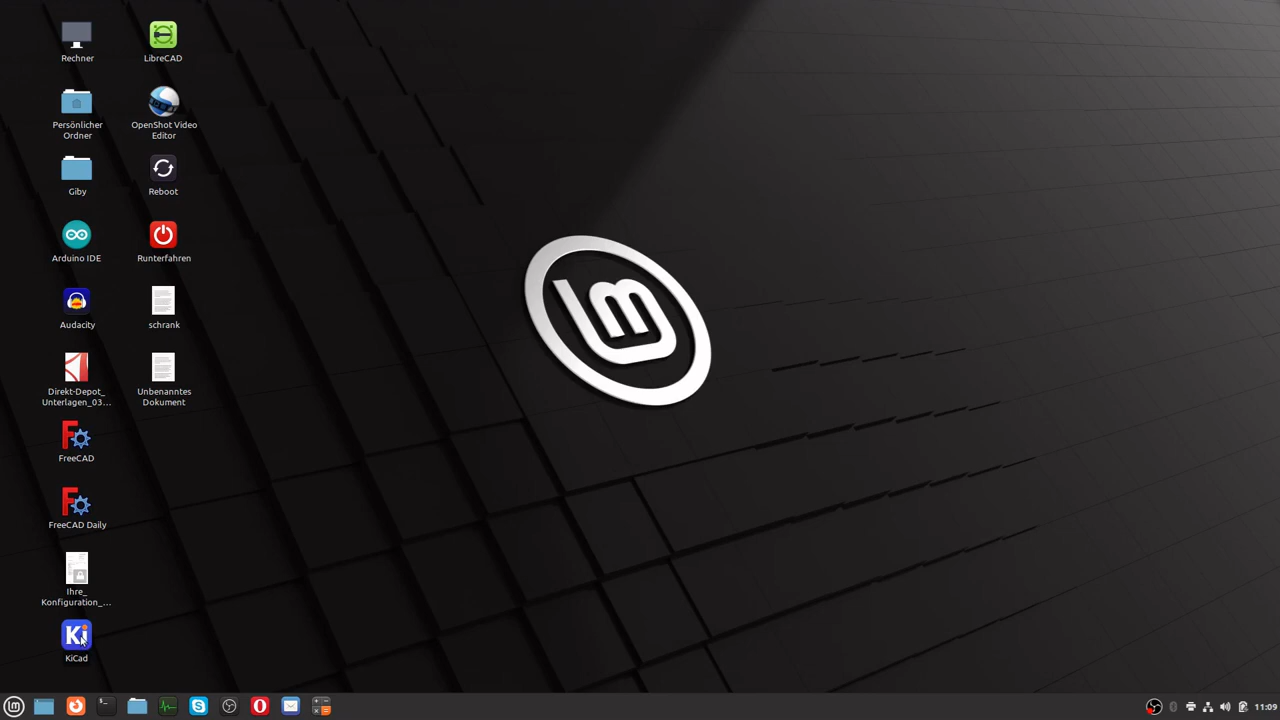 Rechner
LibreCAD
Persönlicher
Ordner
OpenShot Video
Editor
Giby
Reboot
Arduino IDE
Runterfahren
Audacity
schrank
Direkt-Depot_
Unterlagen_03...
Unbenanntes
Dokument
FreeCAD
FreeCAD Daily
Ihre_
Konfiguration_...
Ki
KiCad
11:09